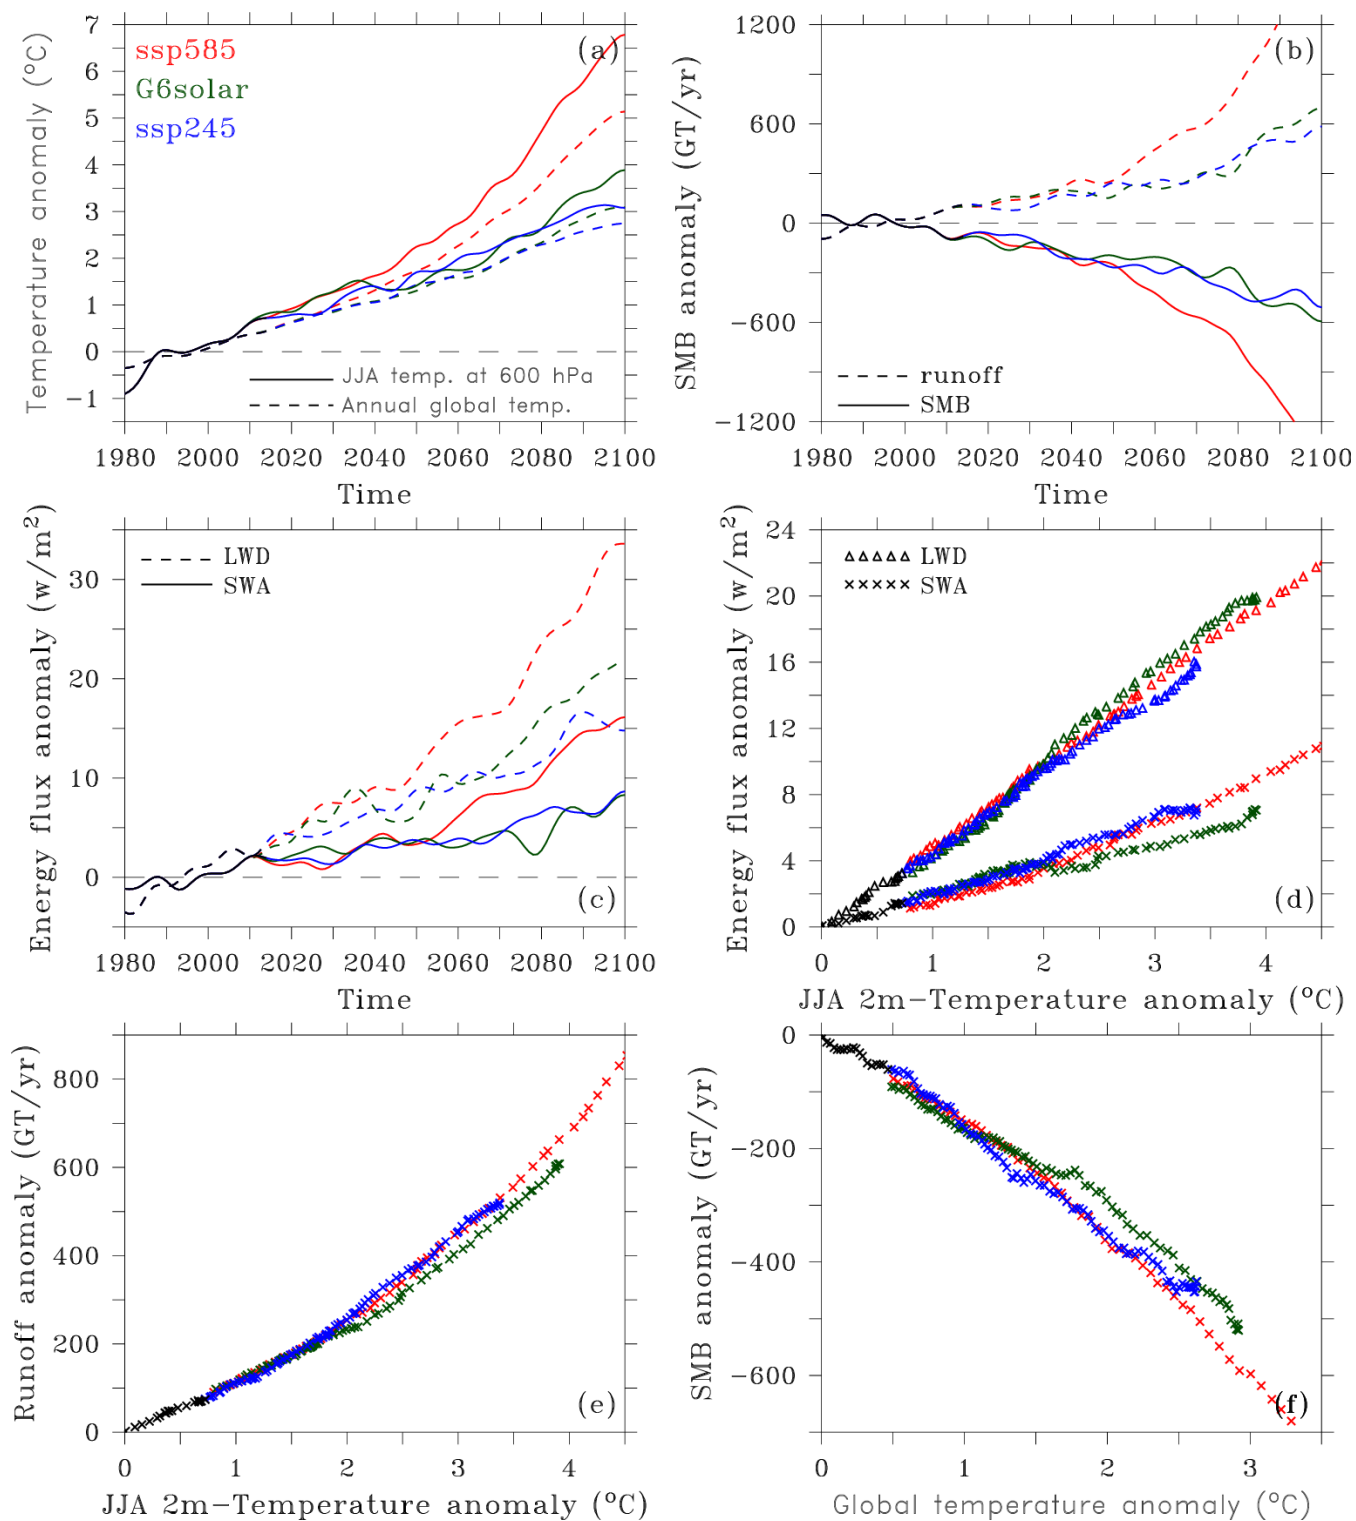 Temperature anomaly (°C)
7
6
5
4
3
2
1
0
−1
ssp585
G6solar
ssp245
(a)
JJA temp. at 600 hPa
Annual global temp.
1980 2000 2020 2040 2060 2080 2100
Time
SMB anomaly (GT/yr)
1200
600
0
−600
−1200
(b)
runoff
SMB
1980 2000 2020 2040 2060 2080 2100
Time
Energy flux anomaly (w/m²)
30
20
10
0
LWD
SWA
(c)
1980 2000 2020 2040 2060 2080 2100
Time
Energy flux anomaly (w/m²)
24
20
16
12
8
4
0
LWD
SWA
(d)
0 1 2 3 4
JJA 2m−Temperature anomaly (°C)
Runoff anomaly (GT/yr)
800
600
400
200
0
(e)
0 1 2 3 4
JJA 2m−Temperature anomaly (°C)
SMB anomaly (GT/yr)
0
−200
−400
−600
(f)
0 1 2 3
Global temperature anomaly (°C)